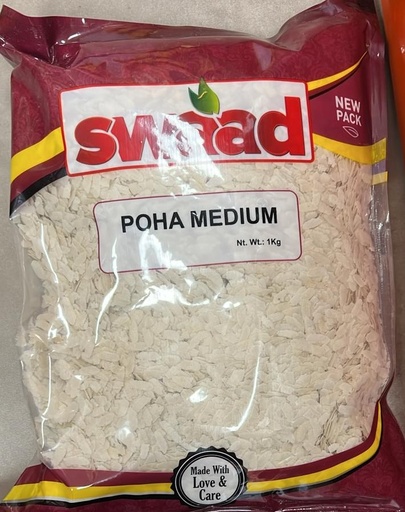 swaad
NEW
PACK
POHA MEDIUM
Nt. Wt.: 1Kg
Made With
Love &
Care